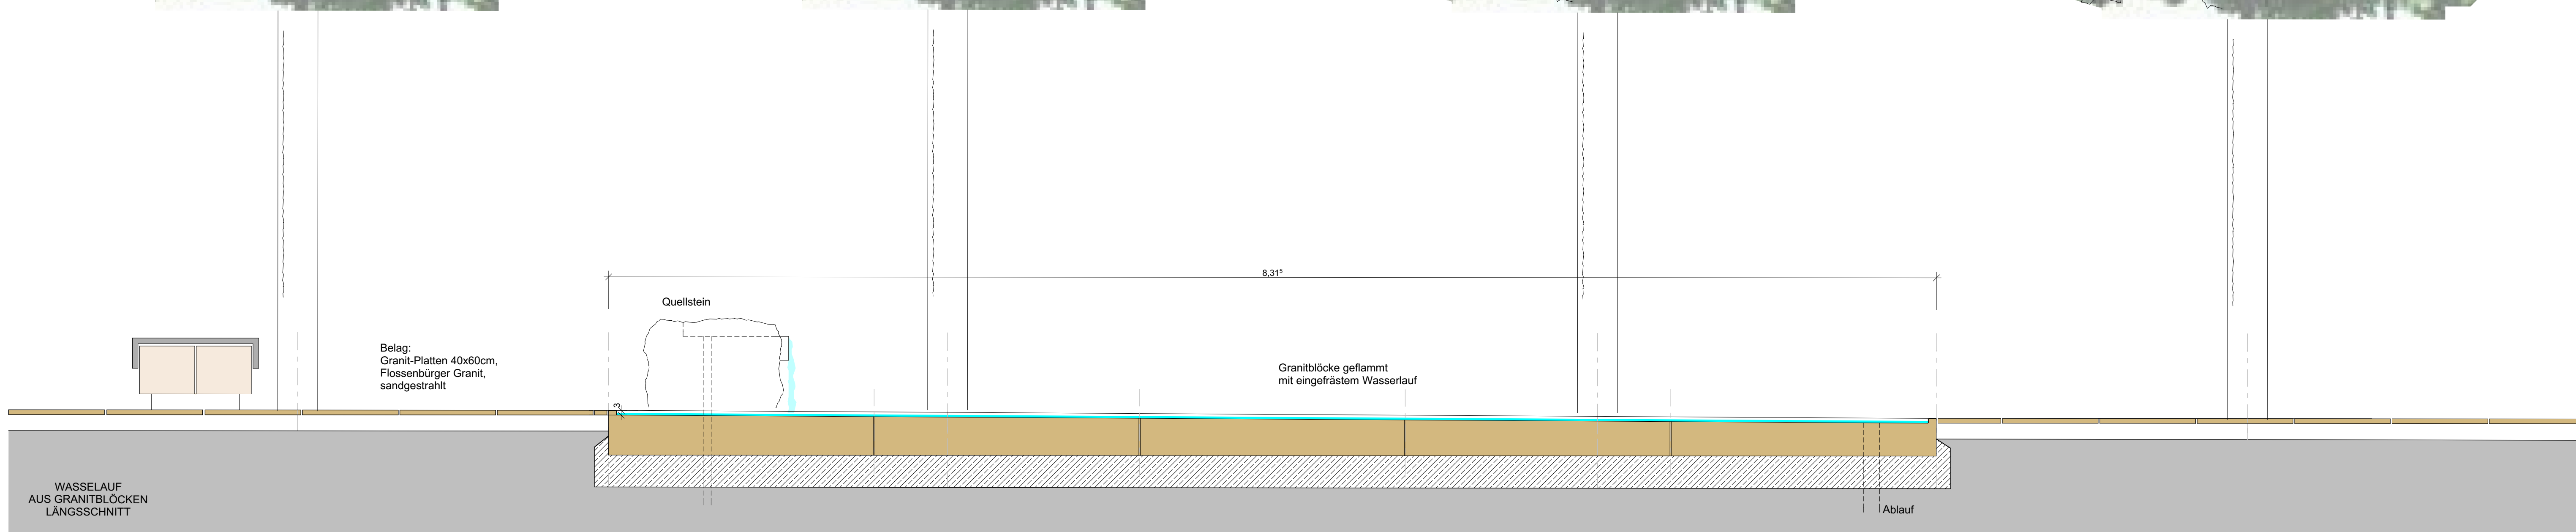 8,31⁵
Quellstein
Belag:
Granit-Platten 40x60cm,
Flossenbürger Granit,
sandgestrahlt
Granitblöcke geflammt
mit eingefrästem Wasserlauf
3
WASSELAUF
AUS GRANITBLÖCKEN
LÄNGSSCHNITT
Ablauf